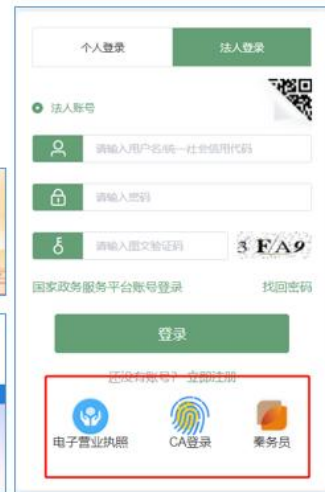 个人登录 法人登录
法人账号
请输入用户名/统一社会信用代码
请输入密码
请输入图文验证码 3 FA9
国家政务服务平台账号登录 找回密码
登录
还没有账号？ 立即注册
电子营业执照 CA登录 秦务员